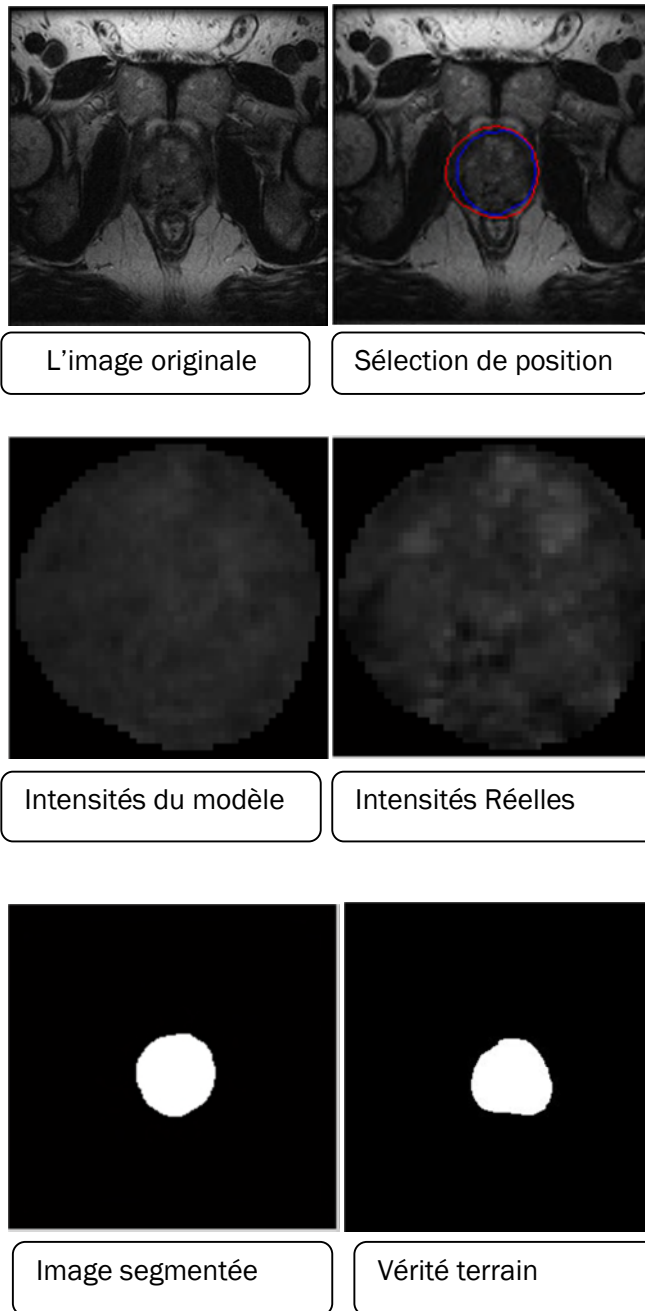 L'image originale
Sélection de position
Intensités du modèle
Intensités Réelles
Image segmentée
Vérité terrain